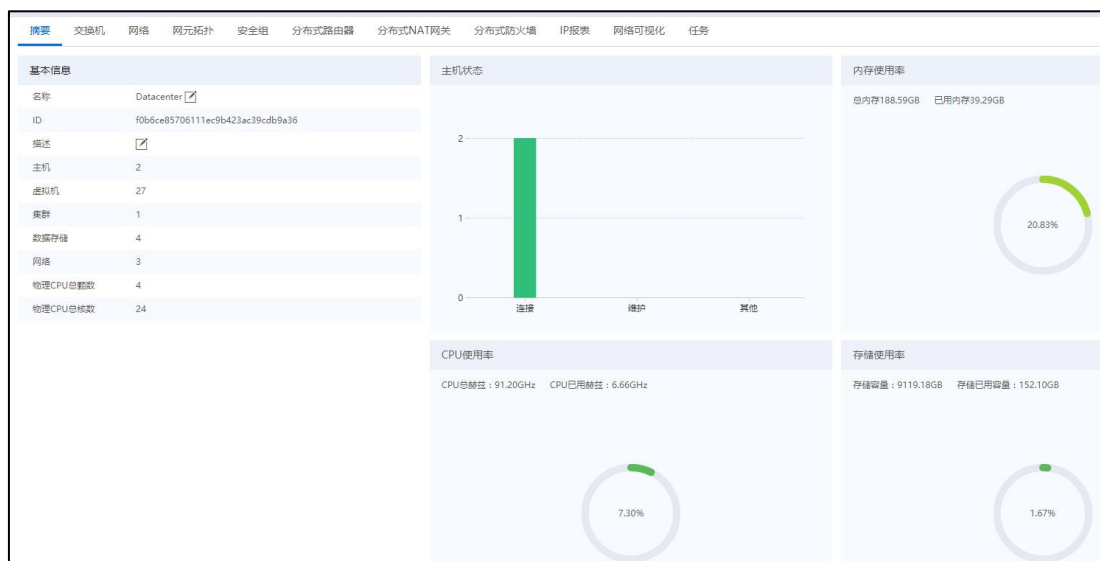 摘要 交换机 网络 网元拓扑 安全组 分布式路由器 分布式NAT网关 分布式防火墙 IP报表 网络可视化 任务
基本信息
名称 Datacenter
ID f0b6ce85706111ec9b423ac39cdb9a36
描述
主机 2
虚拟机 27
集群 1
数据存储 4
网络 3
物理CPU总颗数 4
物理CPU总核数 24
主机状态
2
1
0
连接 维护 其他
内存使用率
总内存188.59GB 已用内存39.29GB
20.83%
CPU使用率
CPU总赫兹：91.20GHz CPU已用赫兹：6.66GHz
7.30%
存储使用率
存储容量：9119.18GB 存储已用容量：152.10GB
1.67%